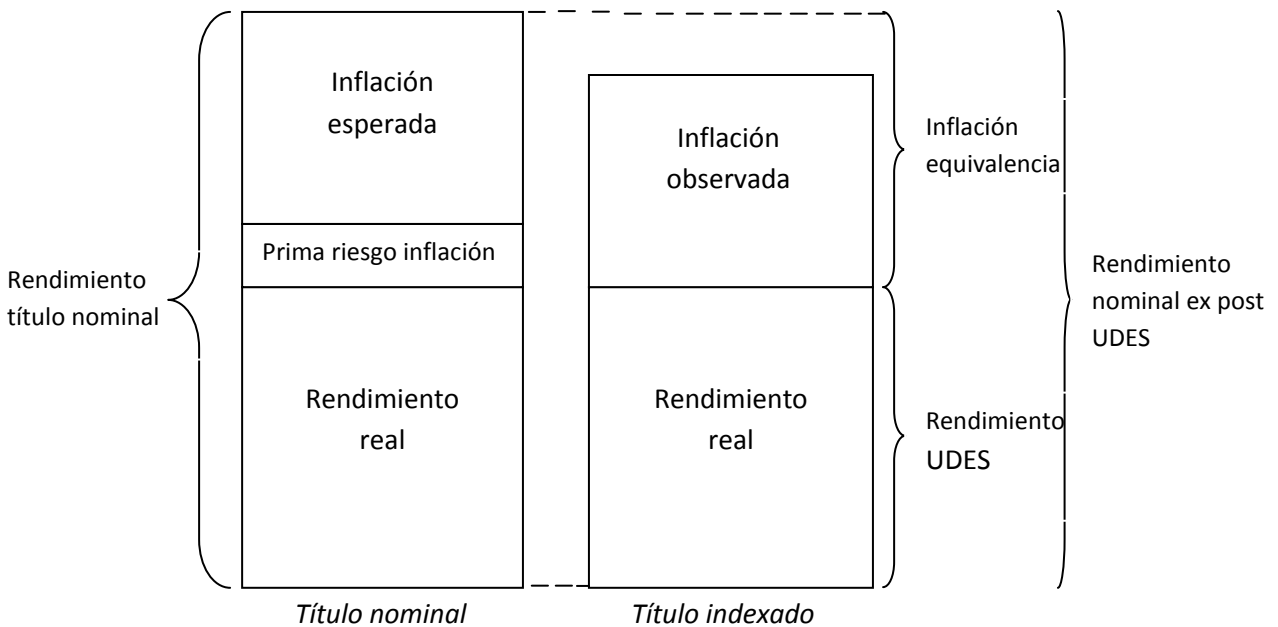 Inflación
esperada
Prima riesgo inflación
Rendimiento
real
Rendimiento
título nominal
Título nominal
Inflación
observada
Rendimiento
real
Título indexado
Inflación
equivalencia
Rendimiento
UDES
Rendimiento
nominal ex post
UDES